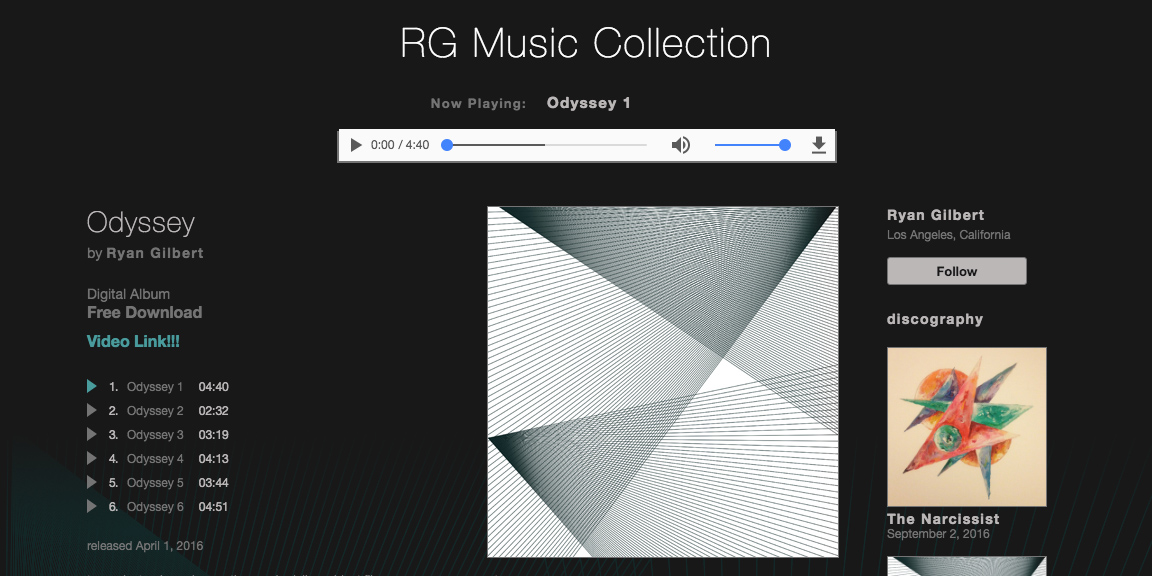 RG Music Collection
Now Playing: Odyssey 1
0:00 / 4:40
Odyssey
by Ryan Gilbert
Digital Album
Free Download
Video Link!!!
1. Odyssey 1 04:40
2. Odyssey 2 02:32
3. Odyssey 3 03:19
4. Odyssey 4 04:13
5. Odyssey 5 03:44
6. Odyssey 6 04:51
released April 1, 2016
Ryan Gilbert
Los Angeles, California
Follow
discography
The Narcissist
September 2, 2016